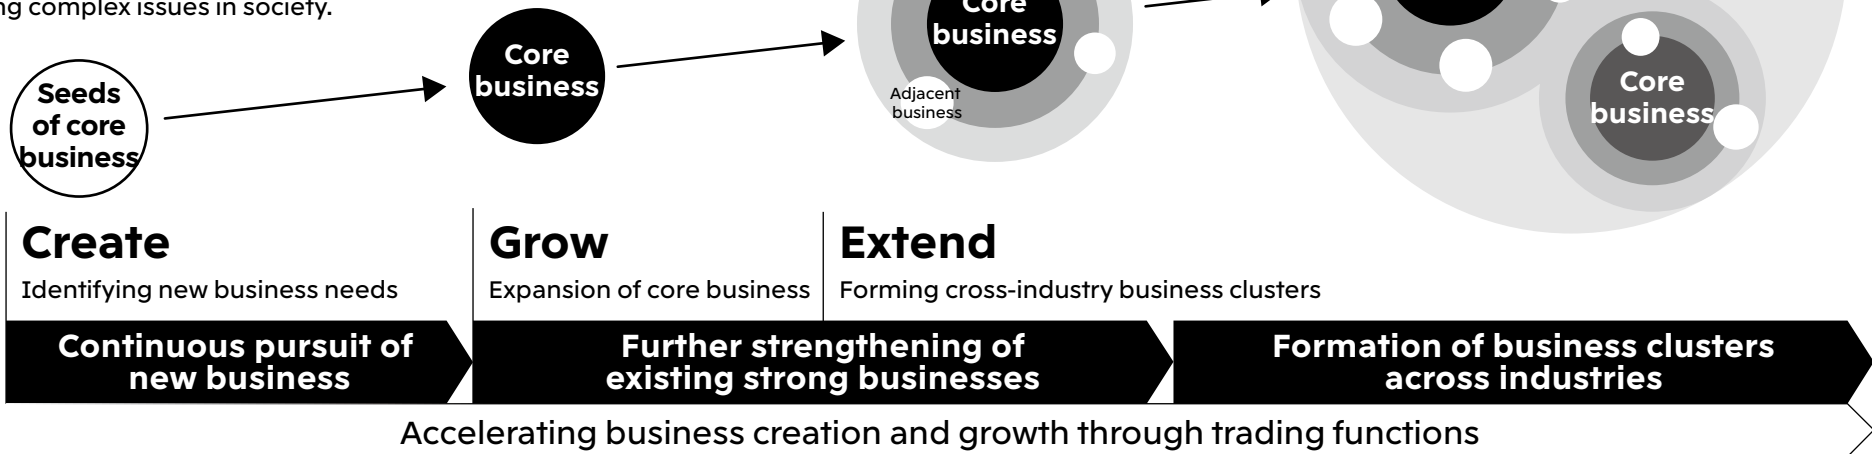 ng complex issues in society.
Seeds
of core
business
Core
business
Core
business
Adjacent
business
Core
business
Create
Identifying new business needs
Grow
Expansion of core business
Extend
Forming cross-industry business clusters
Continuous pursuit of
new business
Further strengthening of
existing strong businesses
Formation of business clusters
across industries
Accelerating business creation and growth through trading functions